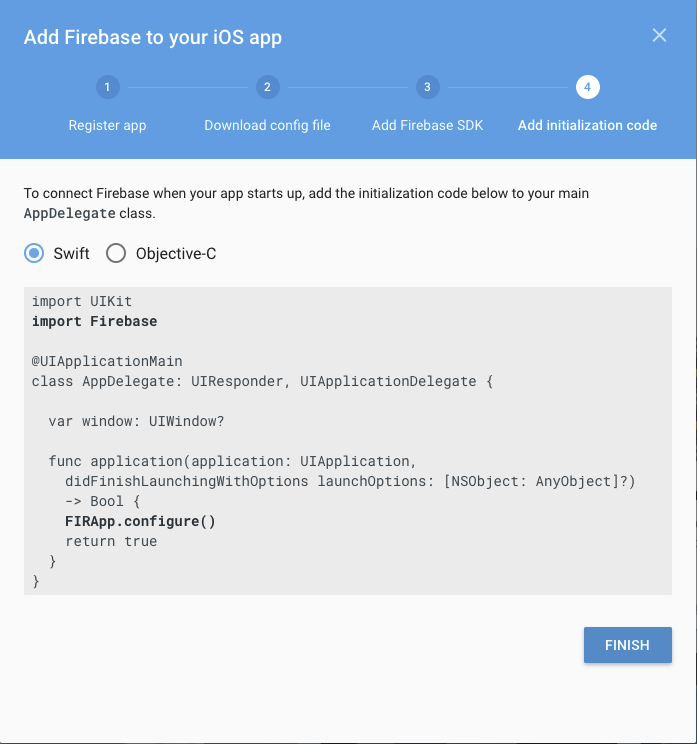 Add Firebase to your iOS app
1
2
3
4
Register app
Download config file
Add Firebase SDK
Add initialization code
To connect Firebase when your app starts up, add the initialization code below to your main
AppDelegate class.
Swift
Objective-C
import UIKit
import Firebase
@UIApplicationMain
class AppDelegate: UIResponder, UIApplicationDelegate {
var window: UIWindow?
func application(application: UIApplication,
didFinishLaunchingWithOptions launchOptions: [NSObject: AnyObject]?)
-> Bool {
FIRApp.configure()
return true
}
}
FINISH